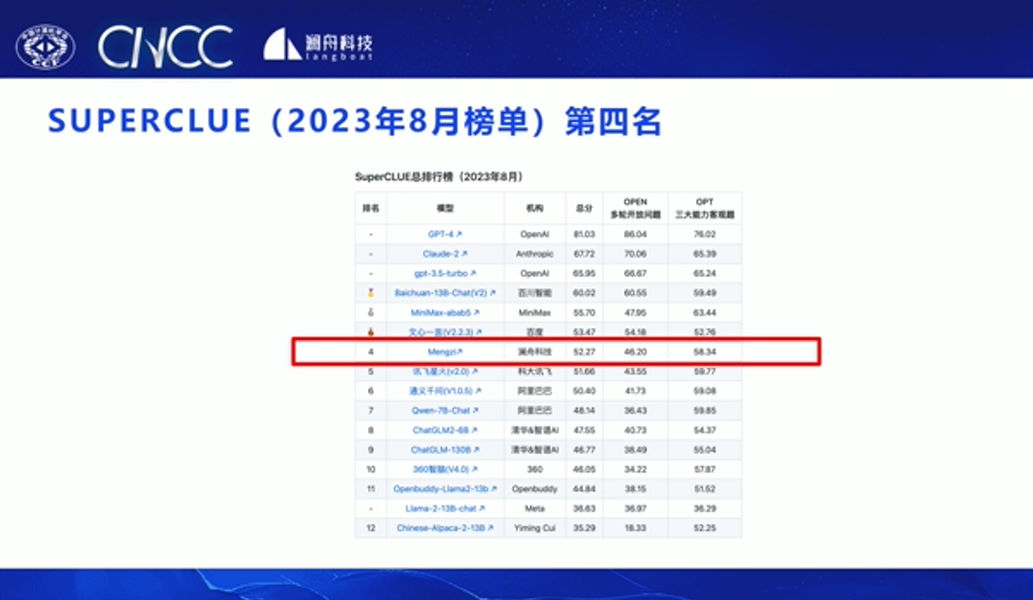 CCF
CNCC
澜舟科技
langboat
SUPERCLUE（2023年8月榜单）第四名
SuperCLUE总排行榜（2023年8月）
排名 模型 机构 总分 OPEN 多轮开放问题 GPT 三大能力客观题
- GPT-4 ↗ OpenAI 81.03 86.04 76.02
- Claude-2 ↗ Anthropic 67.72 70.06 65.39
- gpt-3.5-turbo ↗ OpenAI 65.95 66.67 65.24
🥇 Baichuan-13B-Chat(V2) ↗ 百川智能 60.02 60.55 59.49
🥈 MiniMax-abab5 ↗ MiniMax 55.70 47.95 63.44
🥉 文心一言(V2.2.3) ↗ 百度 53.47 54.18 52.76
4 Mengzi↗ 澜舟科技 52.27 46.20 58.34
5 讯飞星火(v2.0) ↗ 科大讯飞 51.66 43.55 59.77
6 通义千问(V1.0.5) ↗ 阿里巴巴 50.40 41.73 59.08
7 Qwen-7B-Chat ↗ 阿里巴巴 48.14 36.43 59.85
8 ChatGLM2-6B ↗ 清华&智谱AI 47.55 40.73 54.37
9 ChatGLM-130B ↗ 清华&智谱AI 46.77 38.49 55.04
10 360智脑(V4.0) ↗ 360 46.05 34.22 57.87
11 Openbuddy-Llama2-13b ↗ Openbuddy 44.84 38.15 51.52
- Llama-2-13B-chat ↗ Meta 36.63 36.97 36.29
12 Chinese-Alpaca-2-13B ↗ Yiming Cui 35.29 18.33 52.25